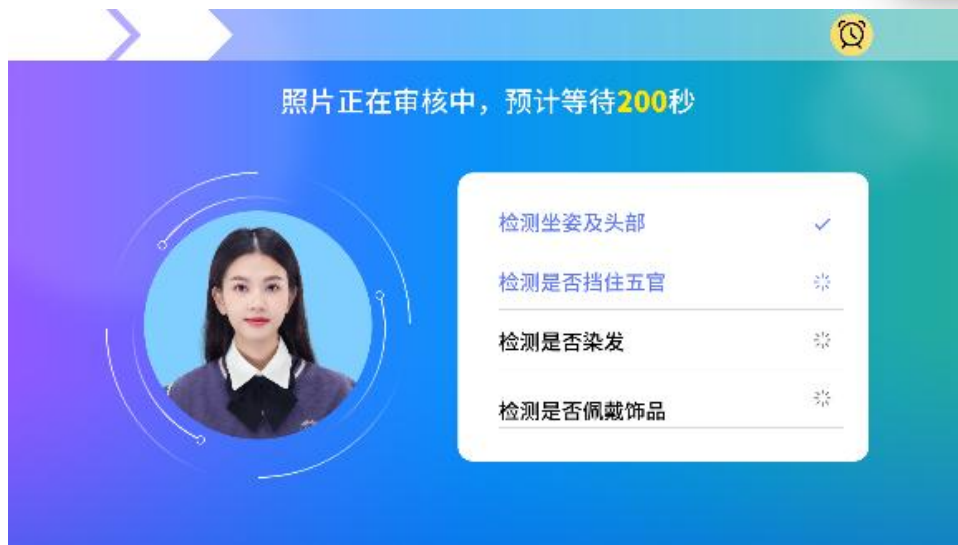 照片正在审核中，预计等待200秒
检测坐姿及头部
检测是否挡住五官
检测是否染发
检测是否佩戴饰品